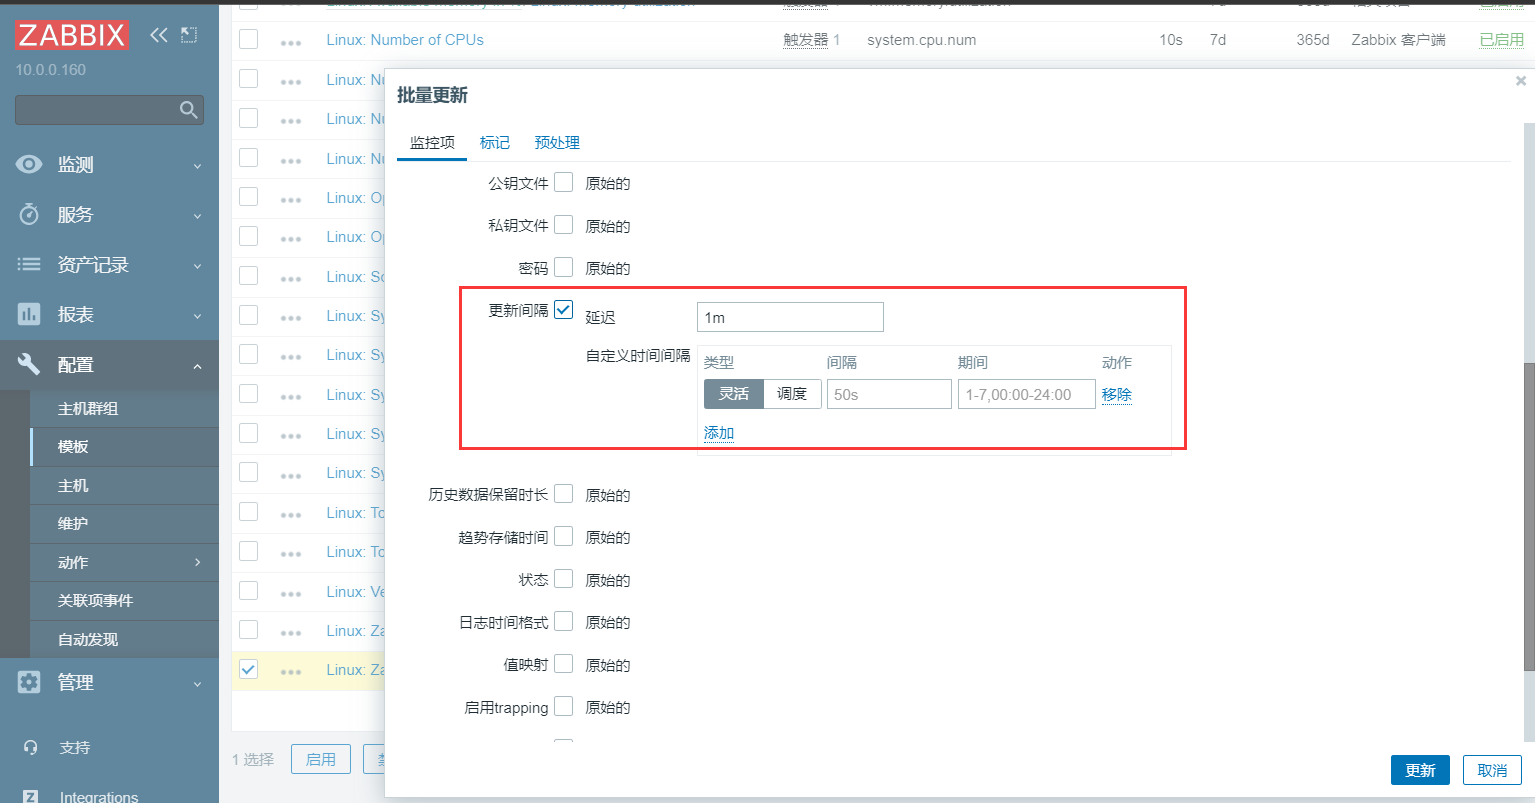 ZABBIX
10.0.0.160
监测
服务
资产记录
报表
配置
主机群组
模板
主机
维护
动作
关联项事件
自动发现
管理
支持
Integrations
Linux: Number of CPUs 触发器 1 system.cpu.num 10s 7d 365d Zabbix 客户端 已启用
Linux: Nu
Linux: Nu
Linux: Nu
Linux: Op
Linux: Op
Linux: Sc
Linux: Sy
Linux: Sy
Linux: Sy
Linux: Sy
Linux: Sy
Linux: To
Linux: To
Linux: Ve
Linux: Za
Linux: Za
1 选择 启用
批量更新
监控项 标记 预处理
公钥文件 原始的
私钥文件 原始的
密码 原始的
更新间隔 延迟 1m
自定义时间间隔 类型 间隔 期间 动作
灵活 调度 50s 1-7,00:00-24:00 移除
添加
历史数据保留时长 原始的
趋势存储时间 原始的
状态 原始的
日志时间格式 原始的
值映射 原始的
启用trapping 原始的
更新 取消